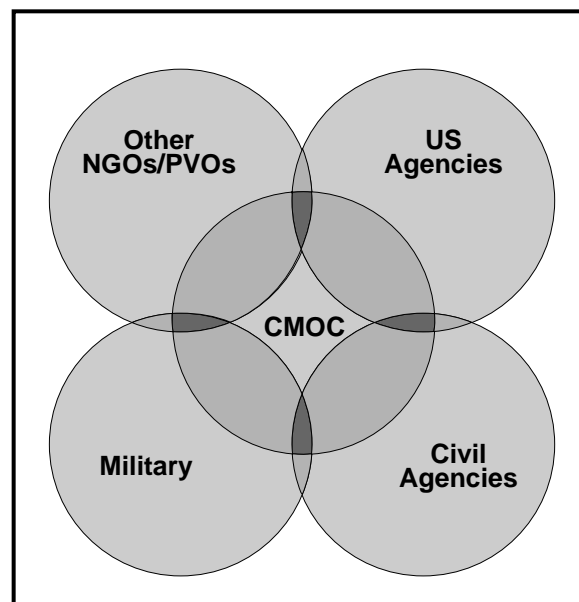 Other
NGOs/PVOs
US
Agencies
CMOC
Military
Civil
Agencies